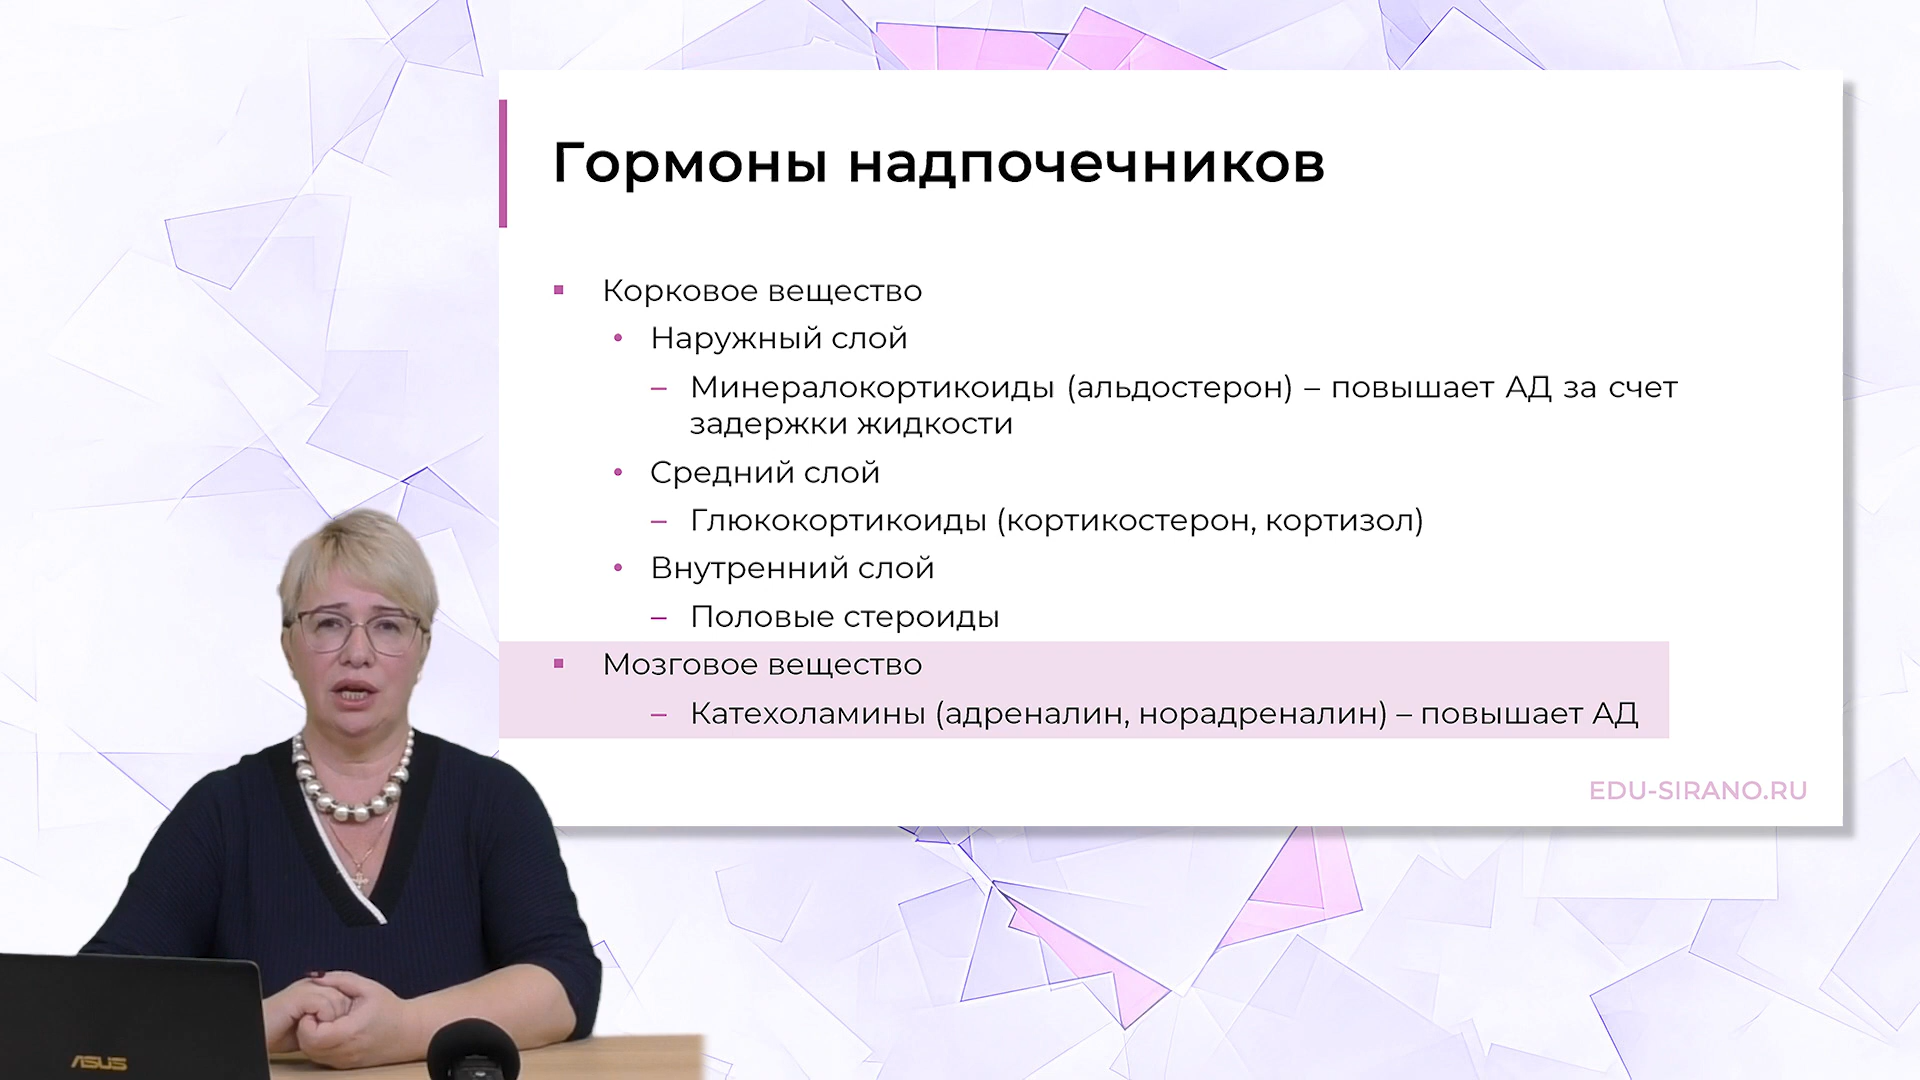 Гормоны надпочечников
▪ Корковое вещество
• Наружный слой
– Минералокортикоиды (альдостерон) – повышает АД за счет
задержки жидкости
• Средний слой
– Глюкокортикоиды (кортикостерон, кортизол)
• Внутренний слой
– Половые стероиды
▪ Мозговое вещество
– Катехоламины (адреналин, норадреналин) – повышает АД
EDU-SIRANO.RU
ASUS